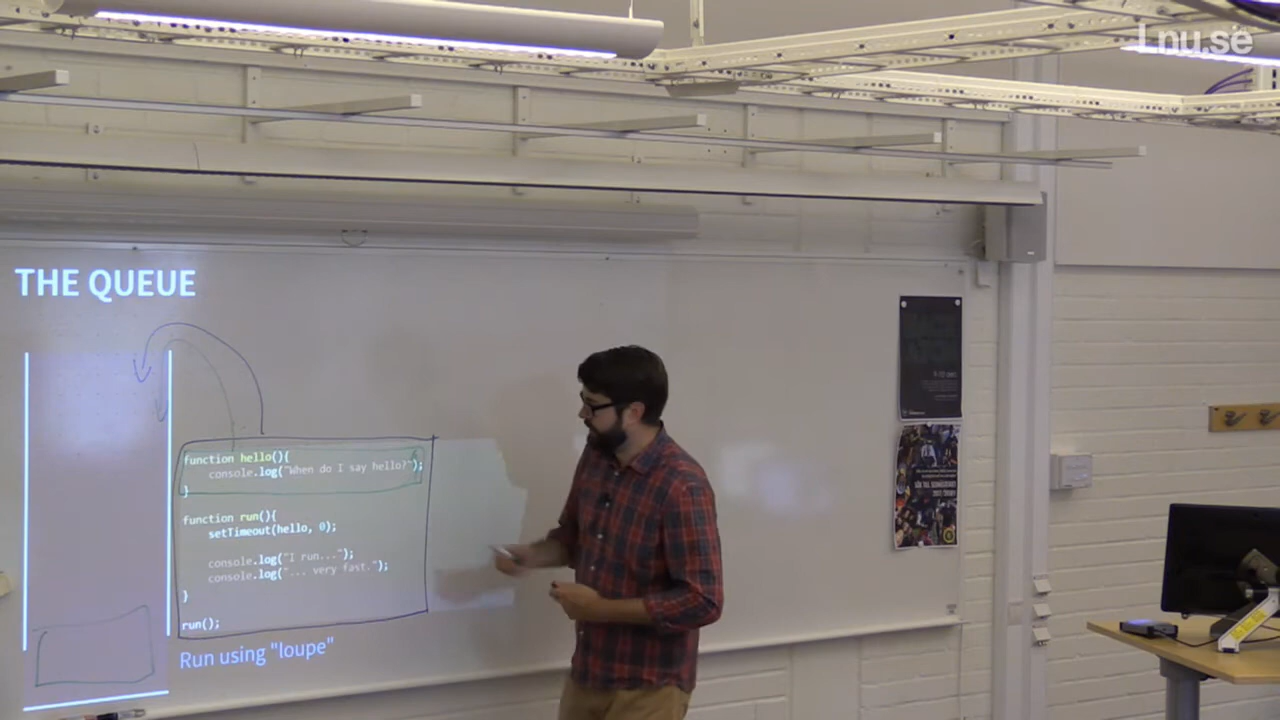 Lnu.se
THE QUEUE
function hello(){
console.log("When do I say hello?");
}
function run(){
setTimeout(hello, 0);
console.log("I run...");
console.log("... very fast.");
}
run();
Run using "loupe"